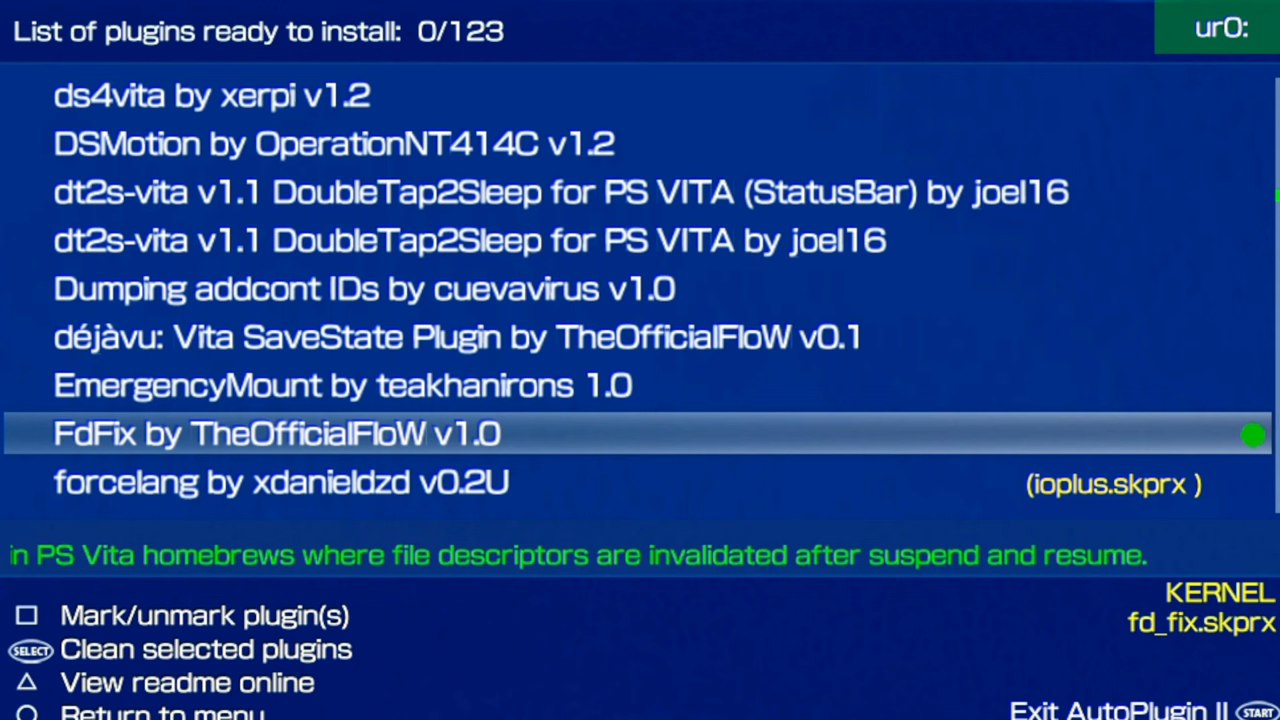 List of plugins ready to install: 0/123
ur0:
ds4vita by xerpi v1.2
DSMotion by OperationNT414C v1.2
dt2s-vita v1.1 DoubleTap2Sleep for PS VITA (StatusBar) by joel16
dt2s-vita v1.1 DoubleTap2Sleep for PS VITA by joel16
Dumping addcont IDs by cuevavirus v1.0
déjàvu: Vita SaveState Plugin by TheOfficialFloW v0.1
EmergencyMount by teakhanirons 1.0
FdFix by TheOfficialFloW v1.0
forcelang by xdanieldzd v0.2U (ioplus.skprx )
in PS Vita homebrews where file descriptors are invalidated after suspend and resume.
KERNEL
fd_fix.skprx
Mark/unmark plugin(s)
SELECT Clean selected plugins
View readme online
Return to menu
Exit AutoPlugin II START